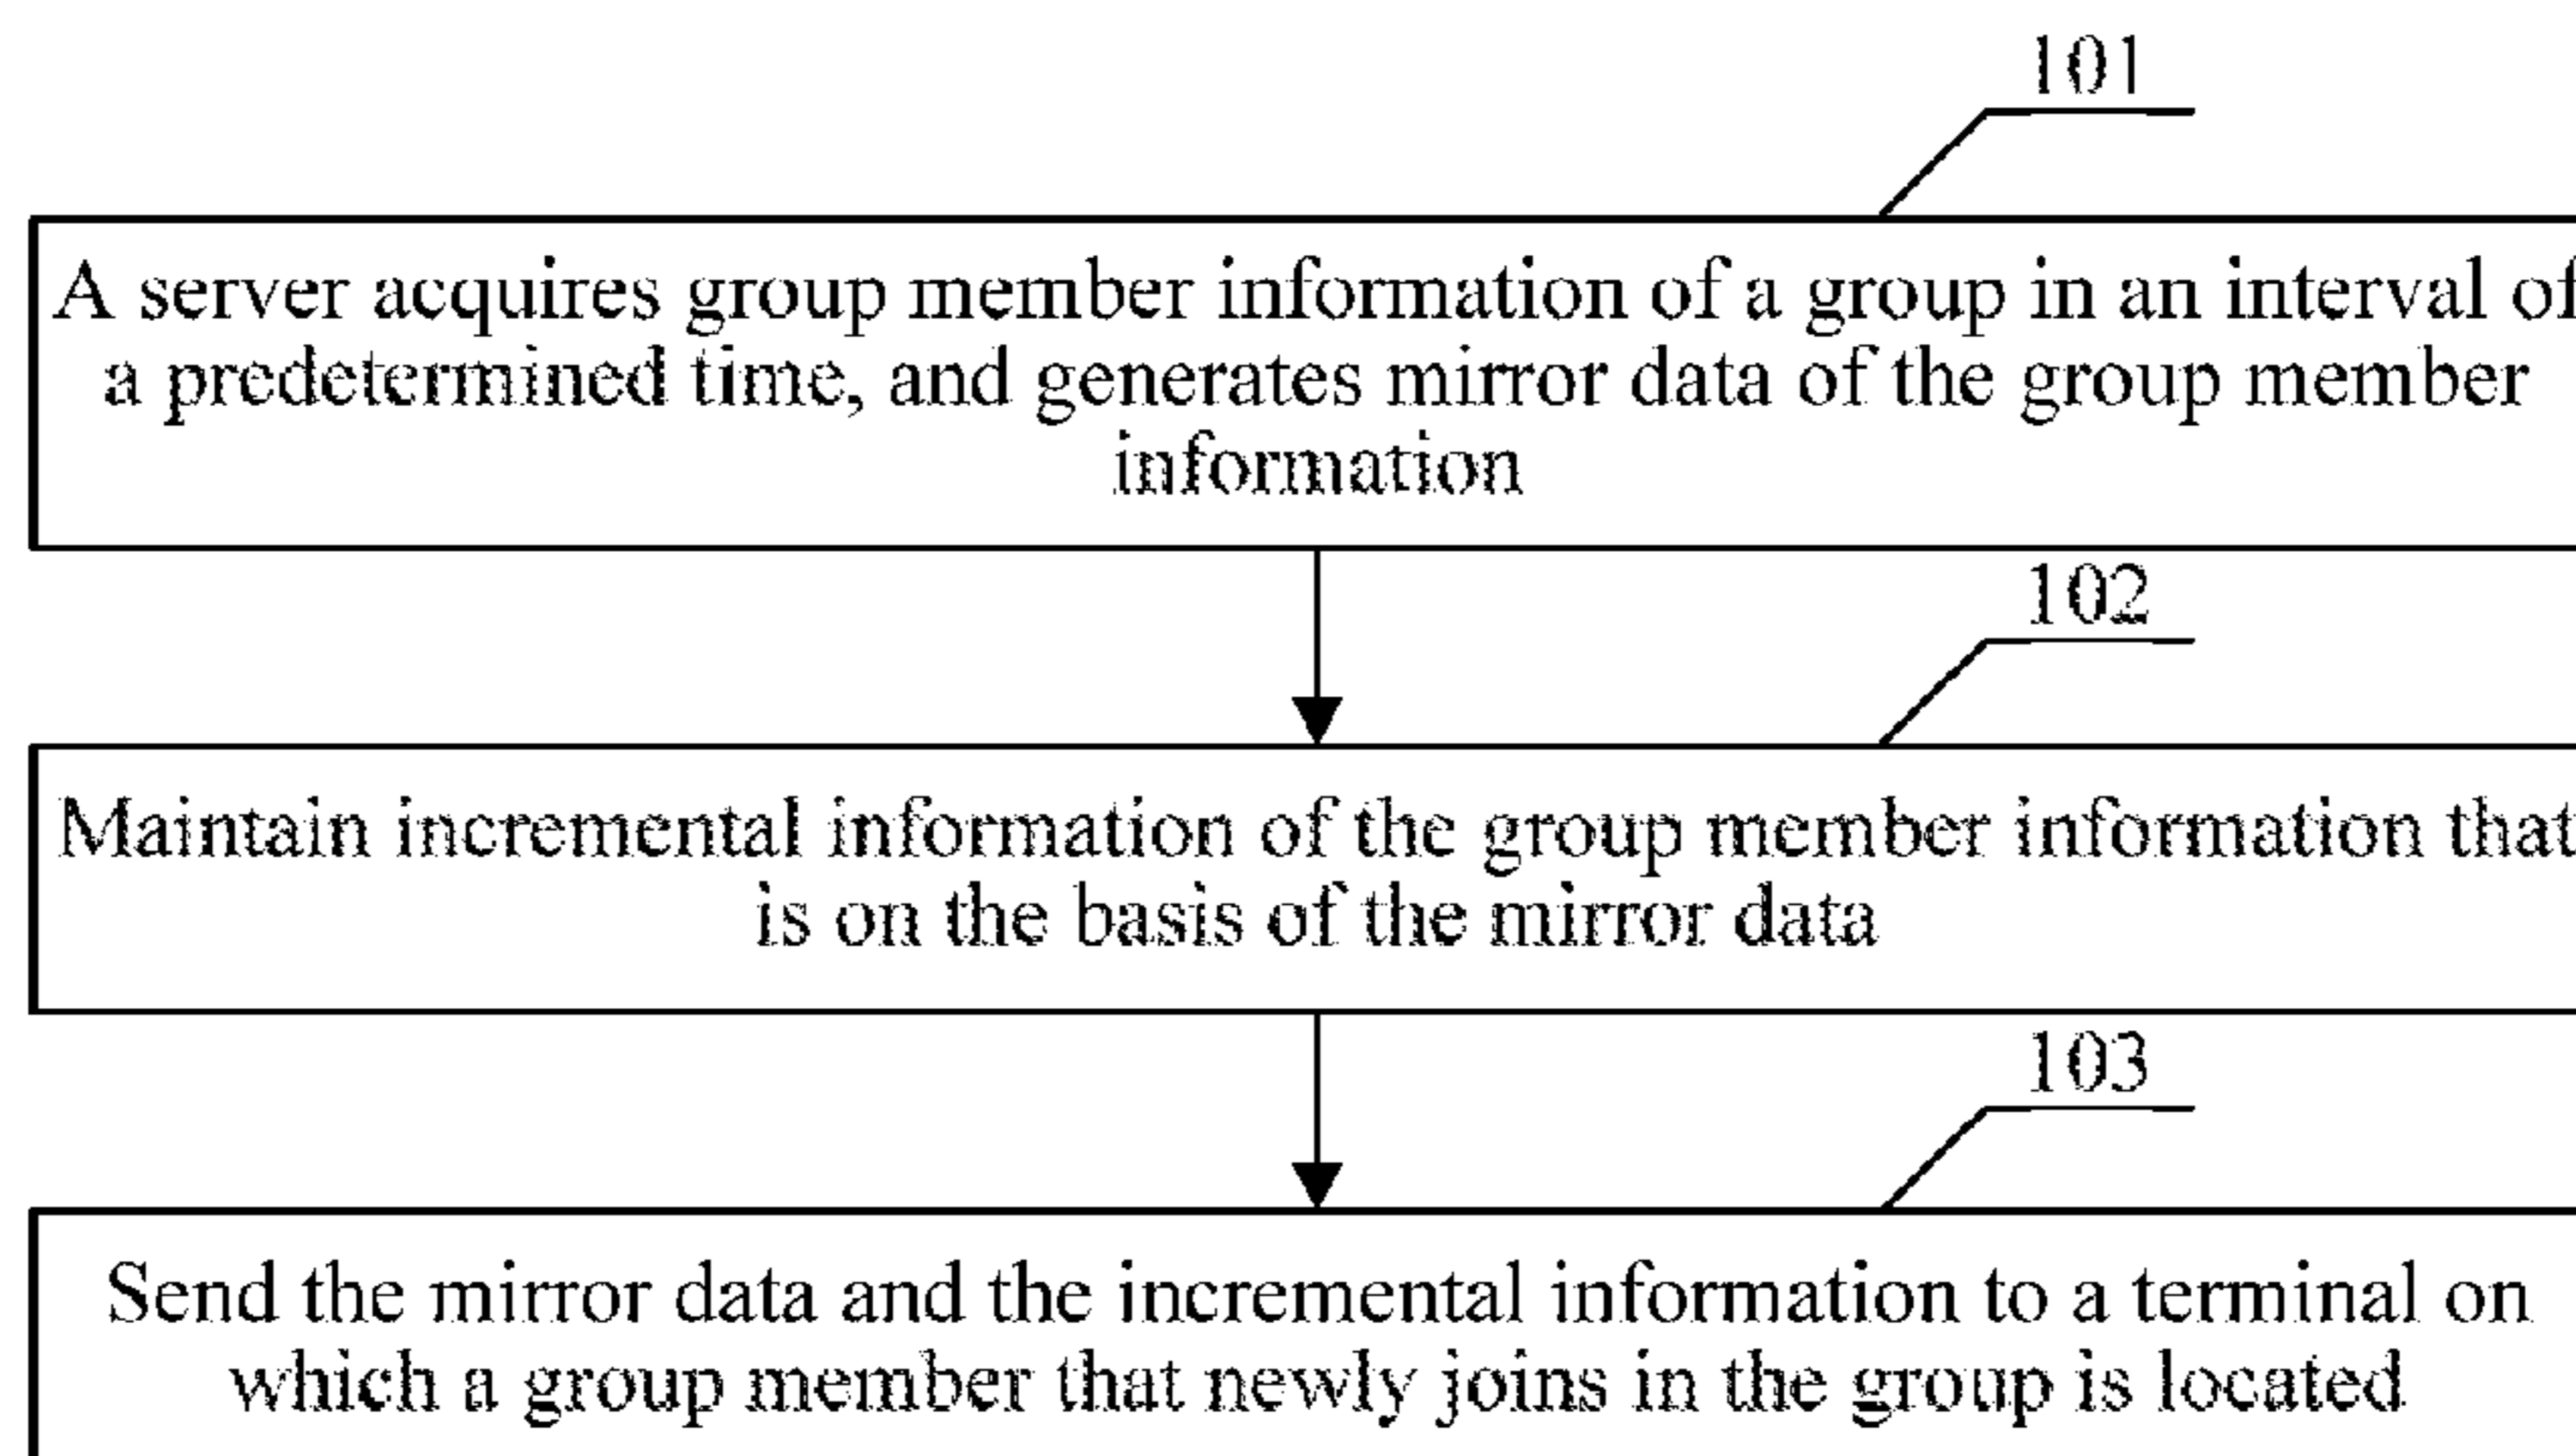 101
A server acquires group member information of a group in an interval of
a predetermined time, and generates mirror data of the group member
information
102
Maintain incremental information of the group member information that
is on the basis of the mirror data
103
Send the mirror data and the incremental information to a terminal on
which a group member that newly joins in the group is located